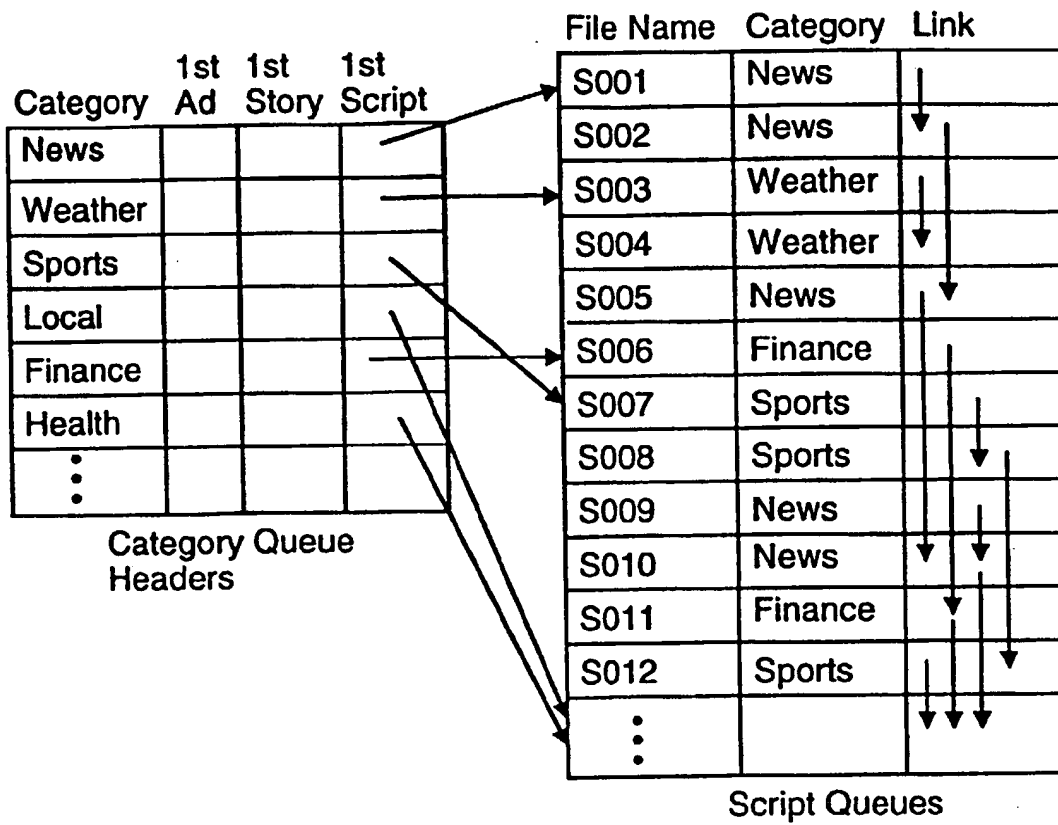 Category 1st Ad 1st Story 1st Script
News
Weather
Sports
Local
Finance
Health
Category Queue
Headers
File Name Category Link
S001 News
S002 News
S003 Weather
S004 Weather
S005 News
S006 Finance
S007 Sports
S008 Sports
S009 News
S010 News
S011 Finance
S012 Sports
Script Queues